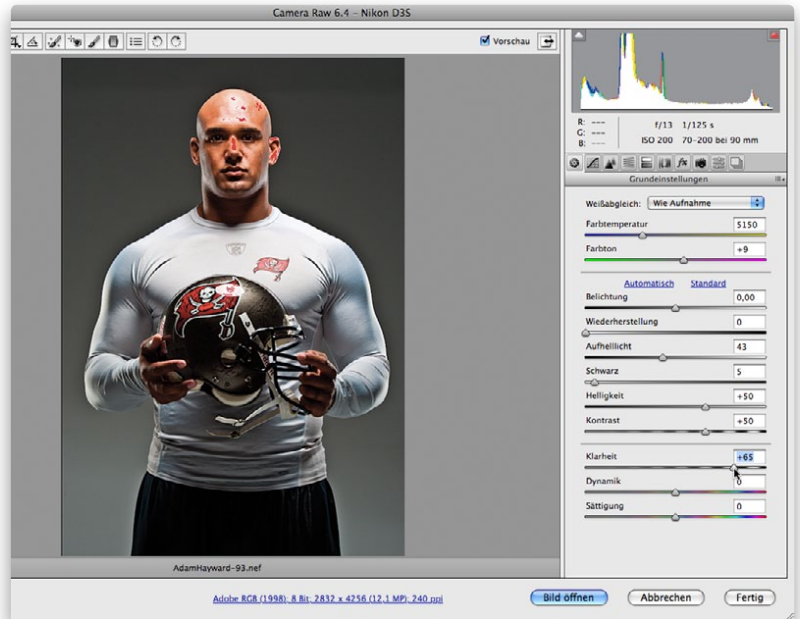 Camera Raw 6.4 – Nikon D3S
Vorschau
R: ---
G: ---
B: ---
f/13 1/125 s
ISO 200 70-200 bei 90 mm
fx
Grundeinstellungen
Weißabgleich: Wie Aufnahme
Farbtemperatur 5150
Farbton +9
Automatisch Standard
Belichtung 0,00
Wiederherstellung 0
Aufhelllicht 43
Schwarz 5
Helligkeit +50
Kontrast +50
Klarheit +65
Dynamik 0
Sättigung 0
AdamHayward-93.nef
Adobe RGB (1998); 8 Bit; 2832 x 4256 (12,1 MP); 240 ppi
Bild öffnen Abbrechen Fertig